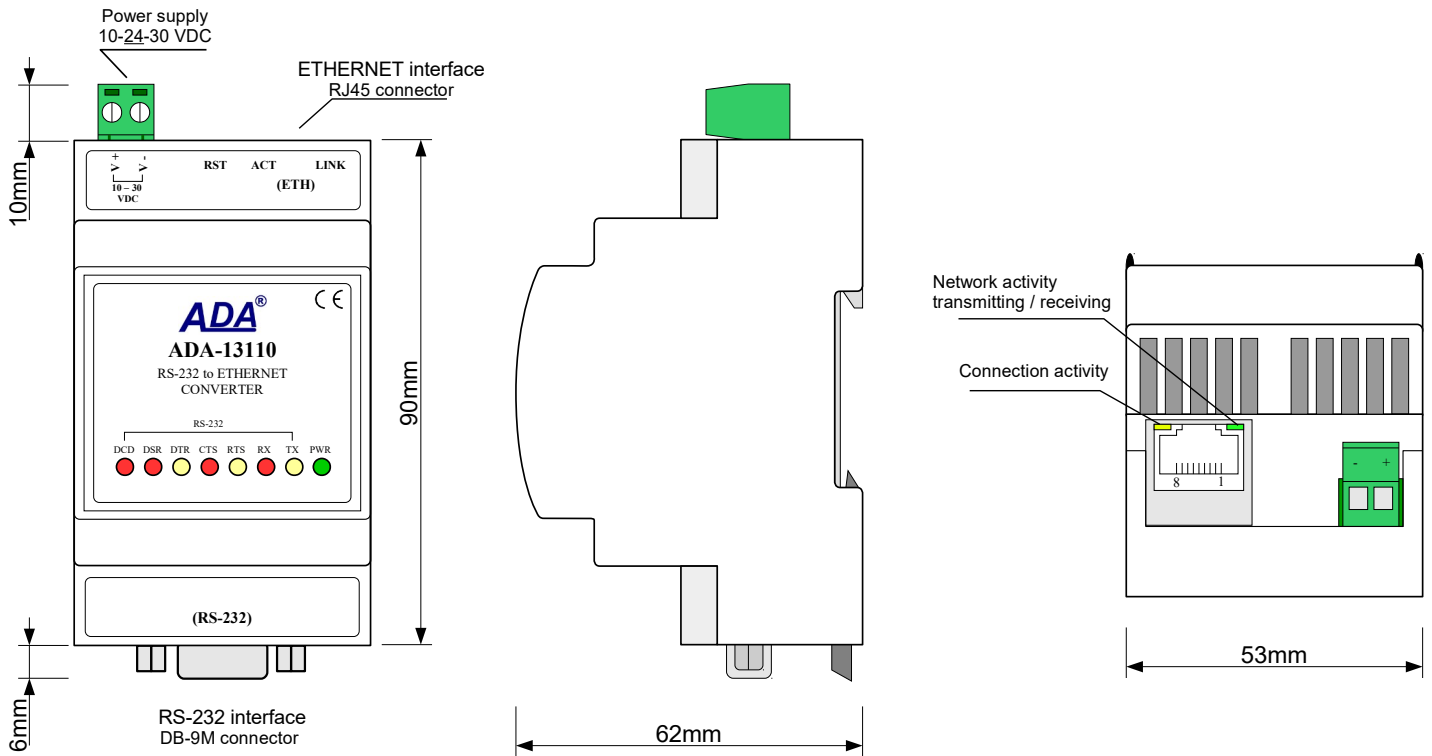 Power supply
10-24-30 VDC
ETHERNET interface
RJ45 connector
10mm
V + V -
10 – 30
VDC
RST ACT LINK
(ETH)
ADA®
CE
ADA-13110
RS-232 to ETHERNET
CONVERTER
RS-232
DCD DSR DTR CTS RTS RX TX PWR
90mm
(RS-232)
6mm
RS-232 interface
DB-9M connector
62mm
Network activity
transmitting / receiving
Connection activity
8 1
- +
53mm